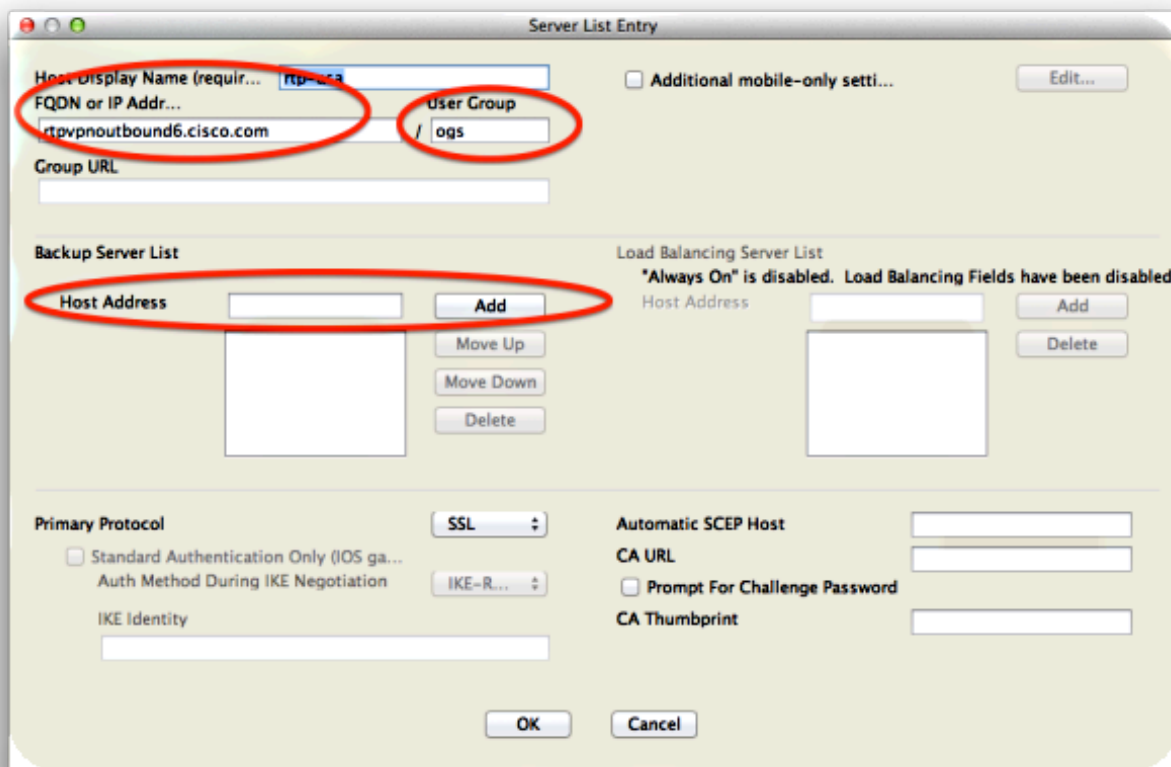 Server List Entry
Host Display Name (requir... rtp-asa
Additional mobile-only setti... Edit...
FQDN or IP Addr... User Group
rtpvpnoutbound6.cisco.com / ogs
Group URL
Backup Server List
Host Address Add
Move Up
Move Down
Delete
Load Balancing Server List
"Always On" is disabled. Load Balancing Fields have been disabled
Host Address Add
Delete
Primary Protocol SSL
Standard Authentication Only (IOS ga...
Auth Method During IKE Negotiation IKE-R...
IKE Identity
Automatic SCEP Host
CA URL
Prompt For Challenge Password
CA Thumbprint
OK Cancel